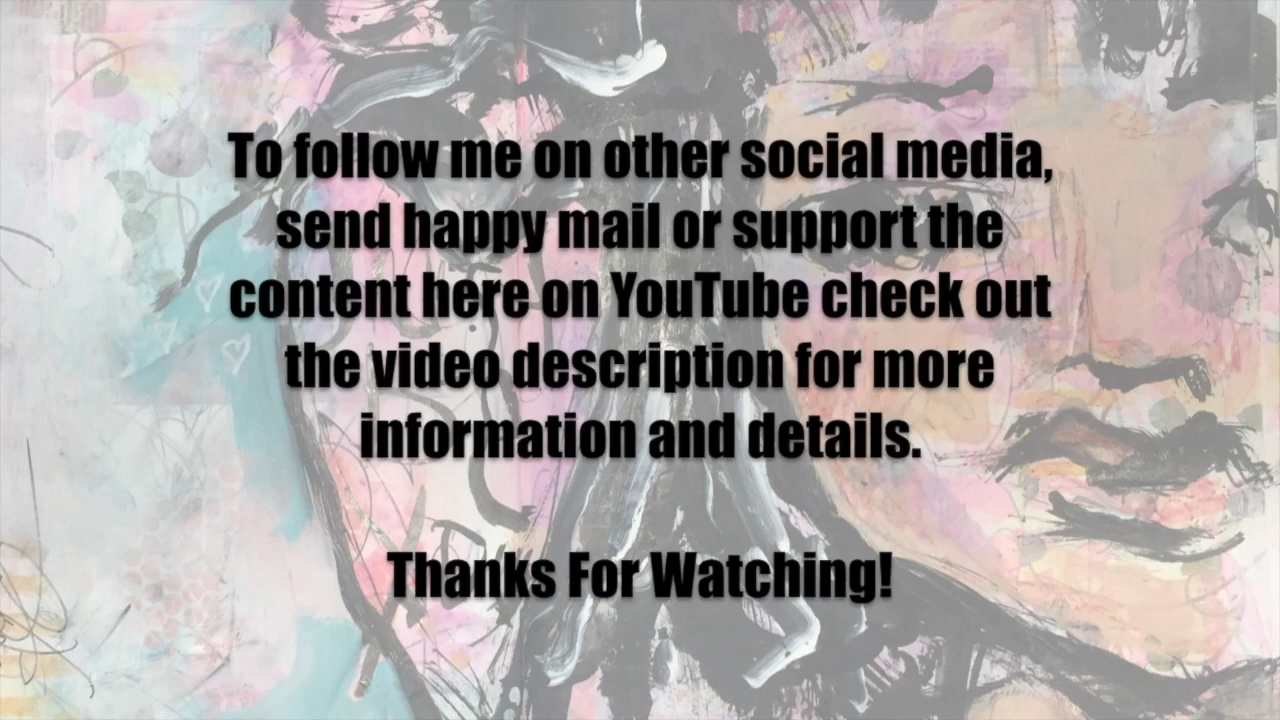 To follow me on other social media,
send happy mail or support the
content here on YouTube check out
the video description for more
information and details.
Thanks For Watching!